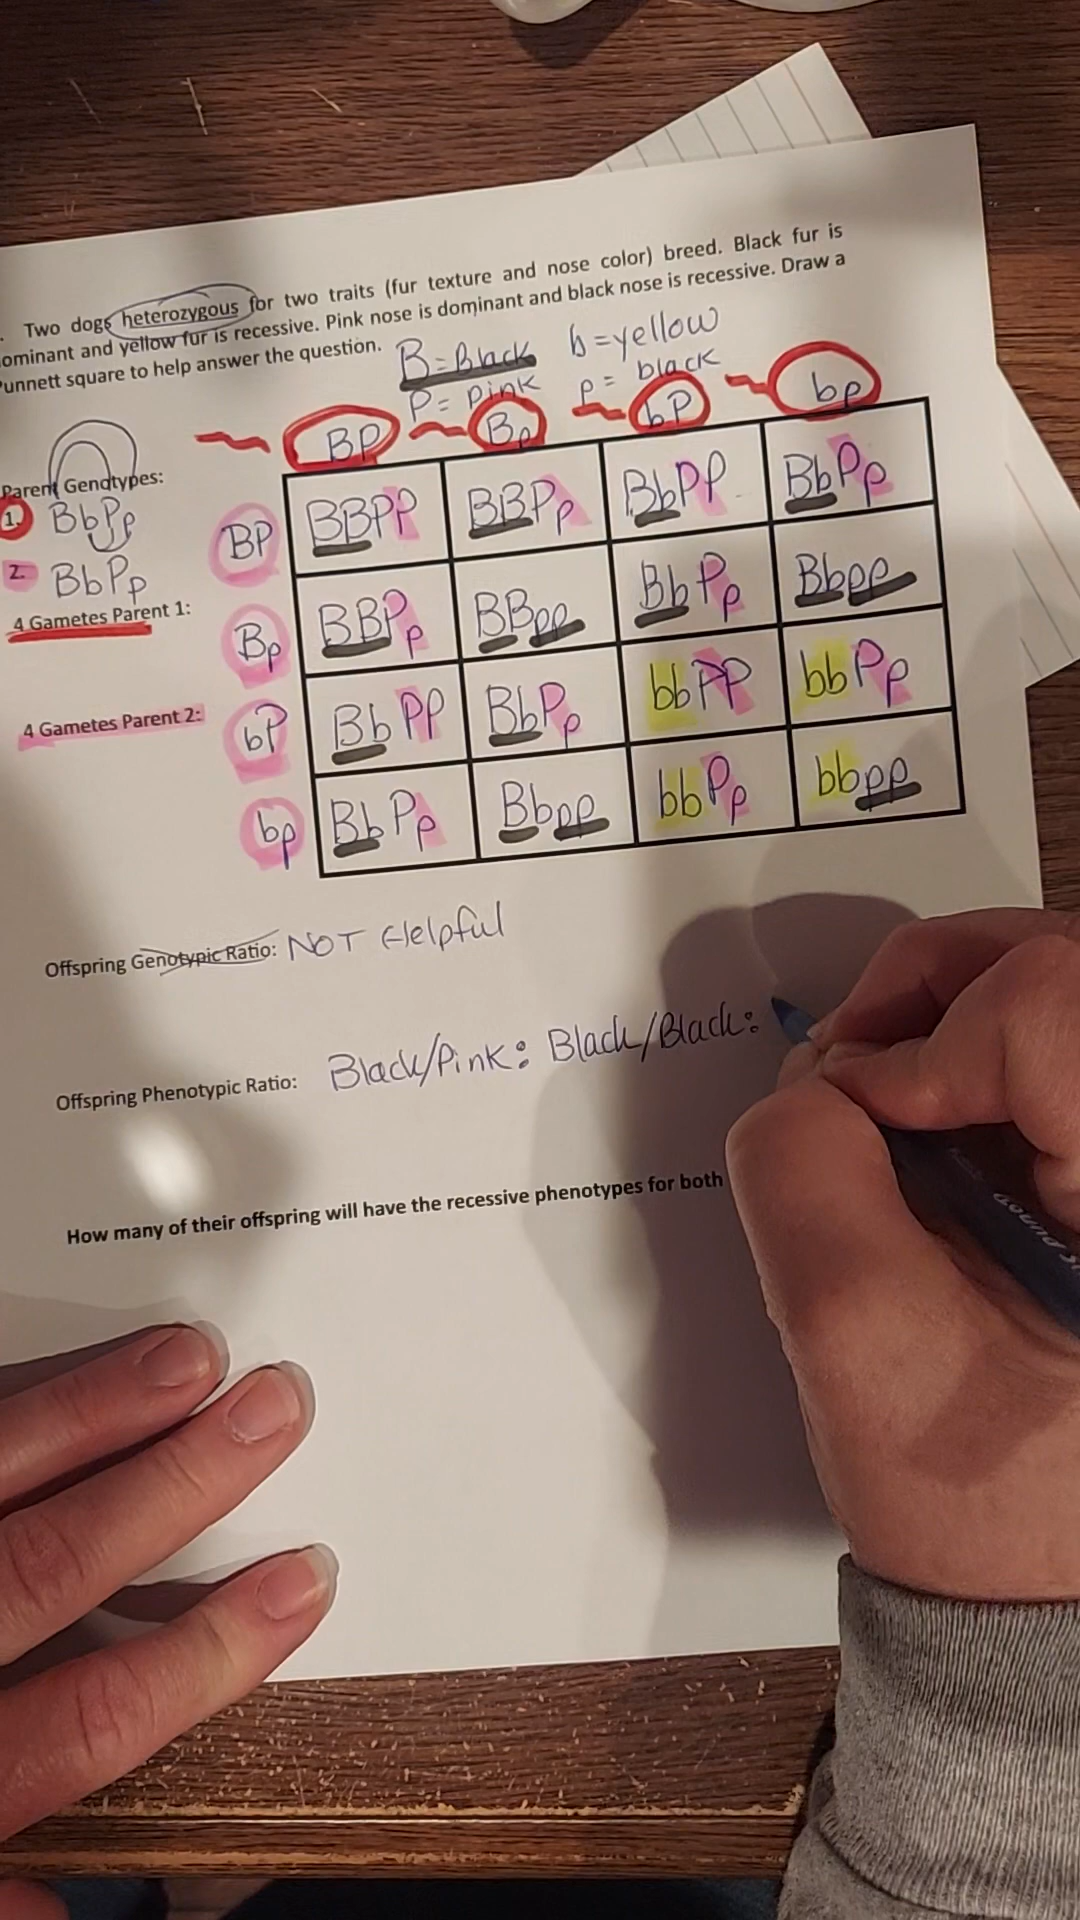 . Two dogs heterozygous for two traits (fur texture and nose color) breed. Black fur is
ominant and yellow fur is recessive. Pink nose is dominant and black nose is recessive. Draw a
unnett square to help answer the question.
B=Black b=yellow
P= pink p= black
BP Bp bP bp
Parent Genotypes:
1. BbPp
2. BbPp
4 Gametes Parent 1:
4 Gametes Parent 2:
BP BBPP BBPp BbPP BbPp
Bp BBPp BBpp BbPp Bbpp
bP BbPP BbPp bbPP bbPp
bp BbPp Bbpp bbPp bbpp
Offspring Genotypic Ratio: NOT Helpful
Offspring Phenotypic Ratio: Black/Pink: Black/Black:
How many of their offspring will have the recessive phenotypes for both